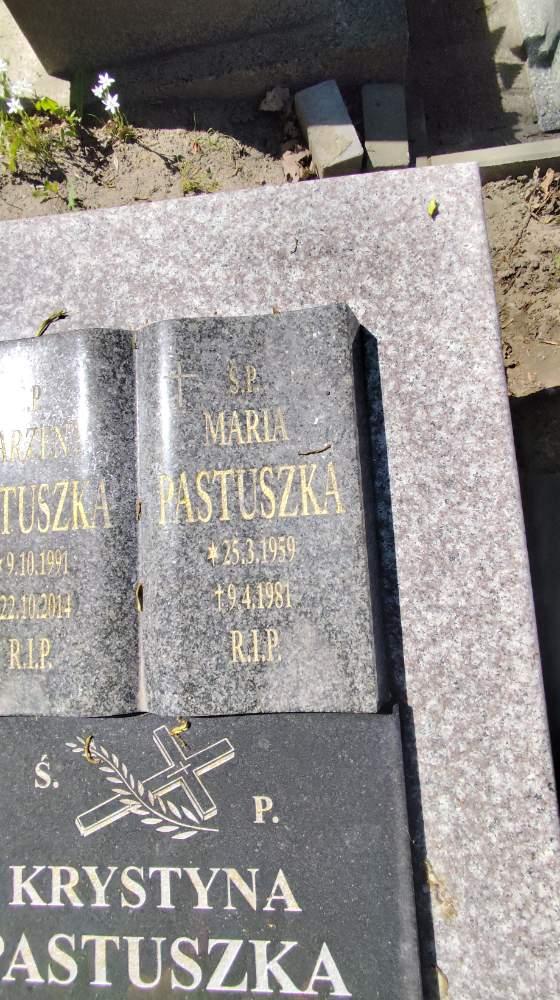 9.10.1991
22.10.2014
R.I.P.
Ś.P.
MARIA
PASTUSZKA
25.3.1959
†9.4.1981
R.I.P.
Ś. P.
KRYSTYNA
PASTUSZKA